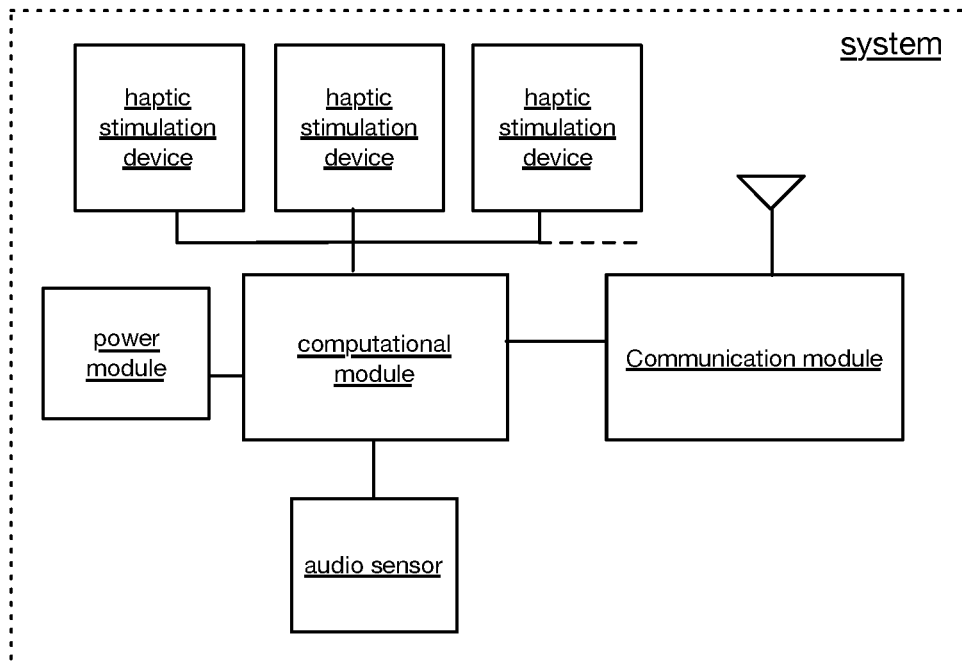 system
haptic
stimulation
device
haptic
stimulation
device
haptic
stimulation
device
power
module
computational
module
Communication module
audio sensor